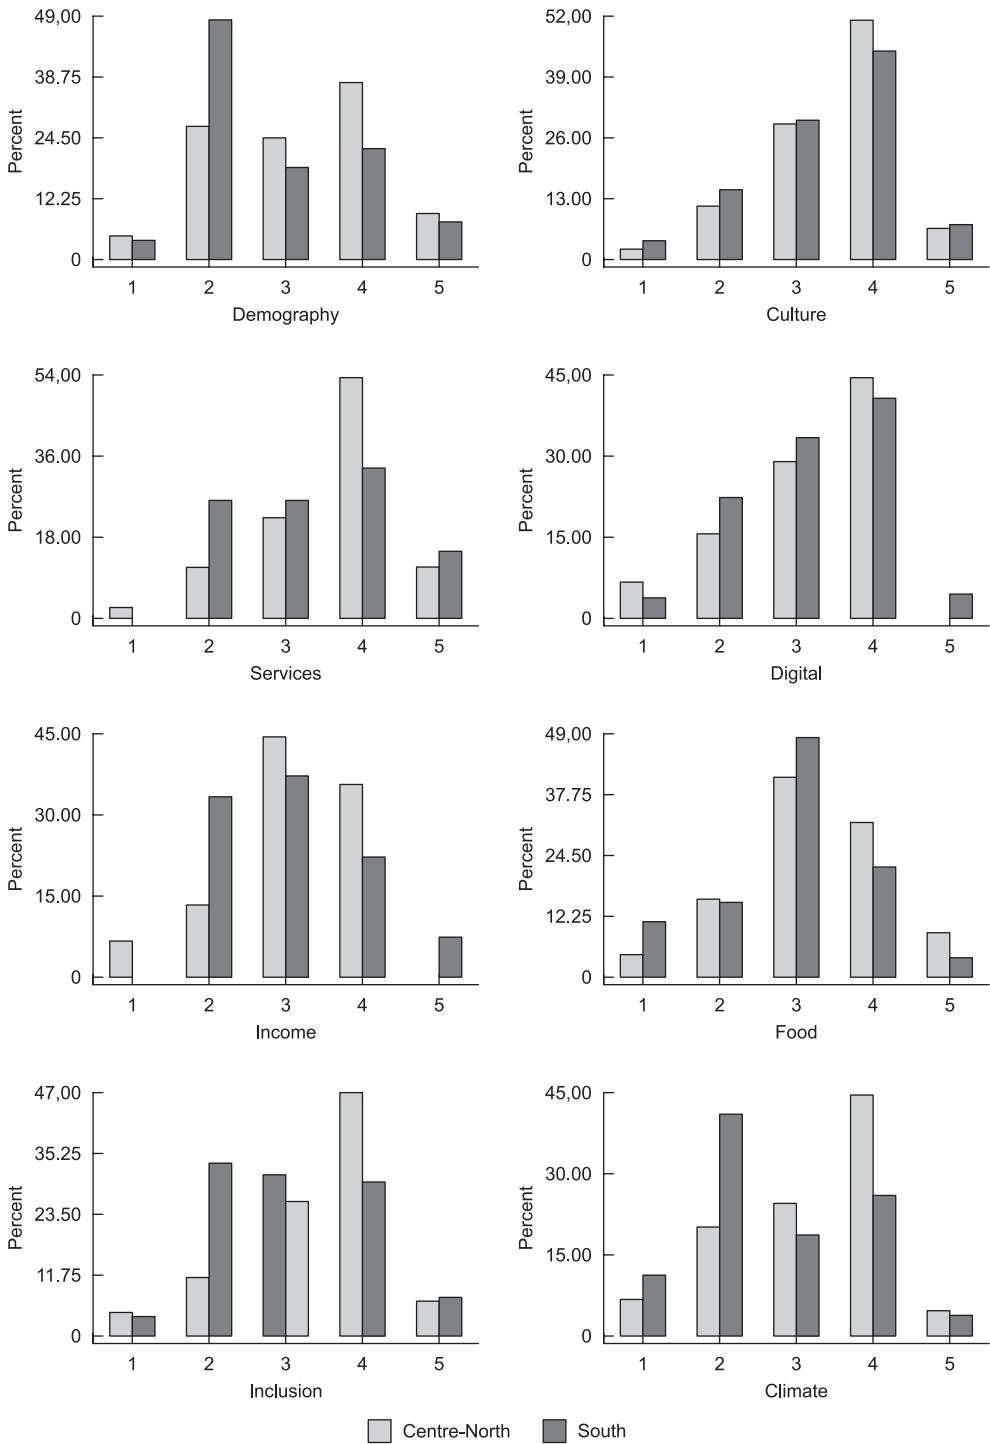 49,00
38.75
24.50
12.25
0
Percent
1 2 3 4 5
Demography
52,00
39.00
26.00
13.00
0
Percent
1 2 3 4 5
Culture
54,00
36.00
18.00
0
Percent
1 2 3 4 5
Services
45,00
30.00
15.00
0
Percent
1 2 3 4 5
Digital
45.00
30.00
15.00
0
Percent
1 2 3 4 5
Income
49,00
37.75
24.50
12.25
0
Percent
1 2 3 4 5
Food
47,00
35.25
23.50
11.75
0
Percent
1 2 3 4 5
Inclusion
45,00
30.00
15.00
0
Percent
1 2 3 4 5
Climate
Centre-North South